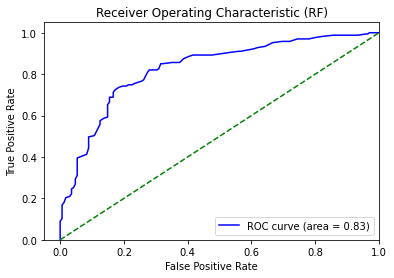 Receiver Operating Characteristic (RF)
True Positive Rate
1.0
0.8
0.6
0.4
0.2
0.0
ROC curve (area = 0.83)
0.0 0.2 0.4 0.6 0.8 1.0
False Positive Rate